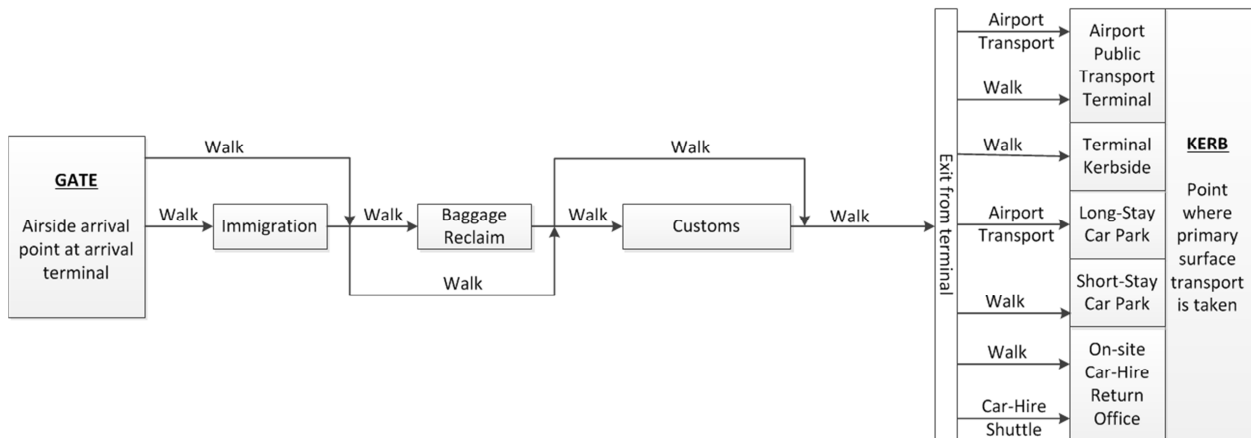 GATE
Airside arrival
point at arrival
terminal
Walk
Walk
Immigration
Walk
Walk
Baggage
Reclaim
Walk
Walk
Customs
Walk
Exit from terminal
Airport
Transport
Walk
Walk
Airport
Transport
Walk
Walk
Car-Hire
Shuttle
Airport
Public
Transport
Terminal
Terminal
Kerbside
Long-Stay
Car Park
Short-Stay
Car Park
On-site
Car-Hire
Return
Office
KERB
Point
where
primary
surface
transport
is taken